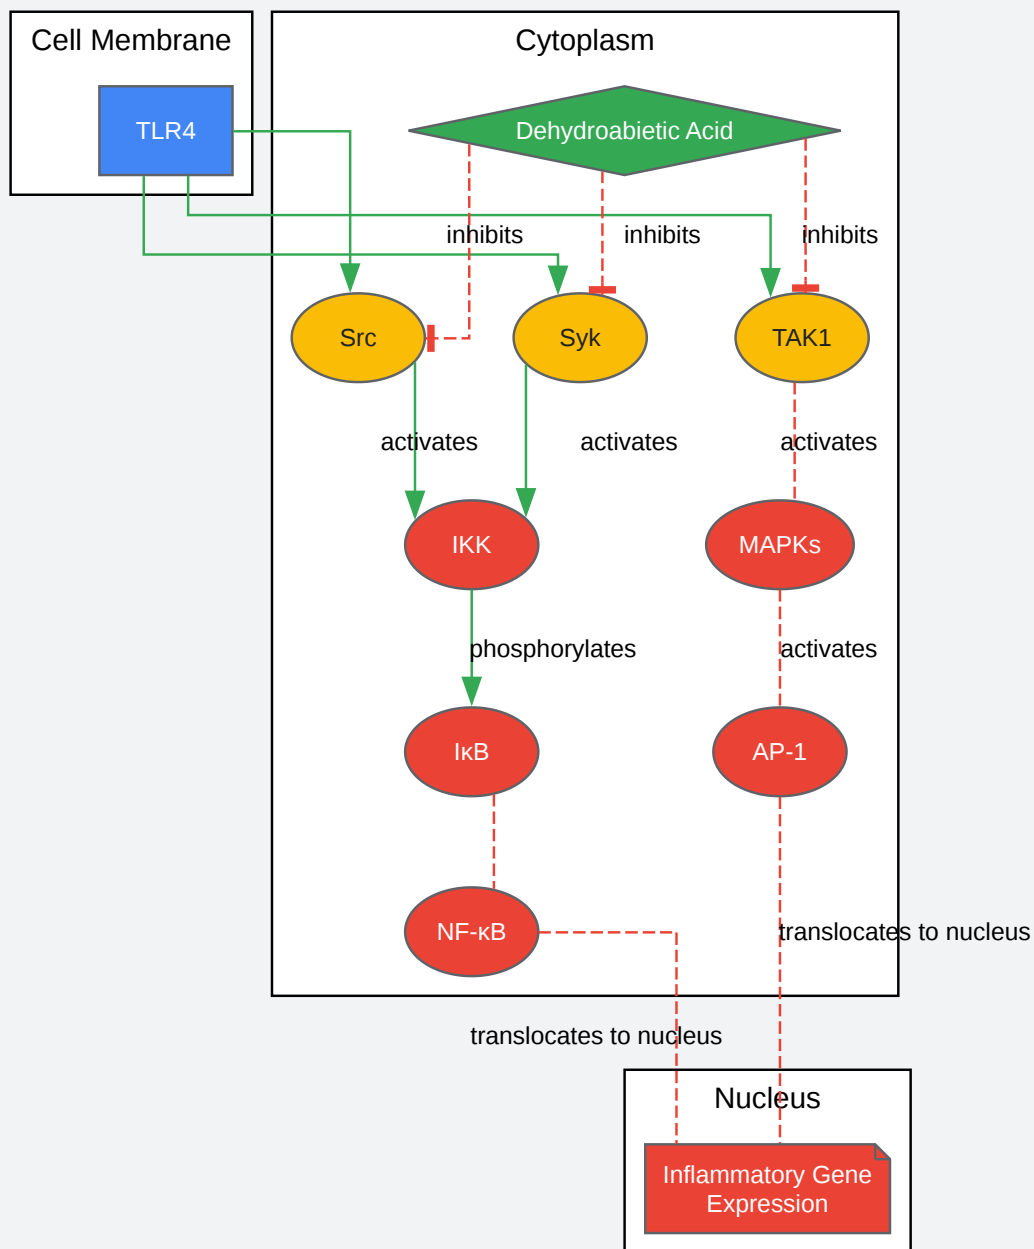 Cell Membrane
Cytoplasm
TLR4
Dehydroabietic Acid
inhibits
inhibits
inhibits
Src
Syk
TAK1
activates
activates
activates
IKK
MAPKs
phosphorylates
activates
IκB
AP-1
NF-κB
translocates to nucleus
translocates to nucleus
Nucleus
Inflammatory Gene
Expression